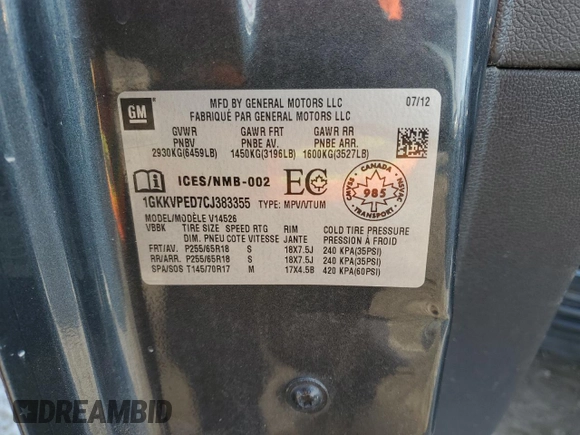 GM
MFD BY GENERAL MOTORS LLC 07/12
FABRIQUÉ PAR GENERAL MOTORS LLC
GVWR GAWR FRT GAWR RR
PNBV PNBE AV. PNBE ARR.
2930KG(6459LB) 1450KG(3196LB) 1600KG(3527LB)
ICES/NMB-002 EC
1GKKVPED7CJ383355 TYPE: MPV/VTUM
CMVSS NSVAC 985 TRANSPORT
MODEL/MODÈLE V14526
VBBK TIRE SIZE SPEED RTG RIM COLD TIRE PRESSURE
DIM. PNEU COTE VITESSE JANTE PRESSION À FROID
FRT/AV. P255/65R18 S 18X7.5J 240 KPA(35PSI)
RR/ARR. P255/65R18 S 18X7.5J 240 KPA(35PSI)
SPA/SOS T145/70R17 M 17X4.5B 420 KPA(60PSI)
DREAMBID